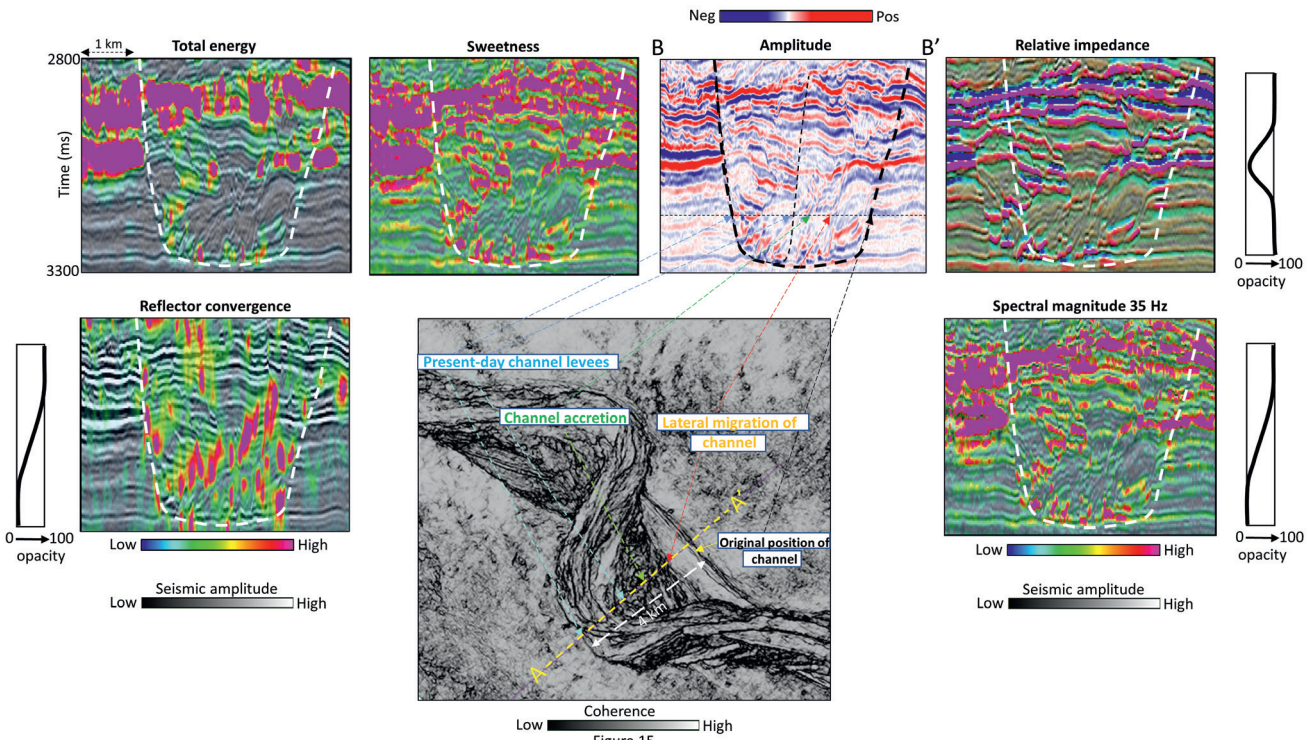 Neg Pos
1 km
Total energy
Sweetness
B Amplitude B'
Relative impedance
2800
Time (ms)
3300
0 100
opacity
Reflector convergence
Spectral magnitude 35 Hz
Present-day channel levees
Channel accretion
Lateral migration of
channel
A'
Original position of
channel
4 km
A
0 100
opacity
Low High
Seismic amplitude
Low High
0 100
opacity
Low High
Seismic amplitude
Low High
Coherence
Low High
Figure 15